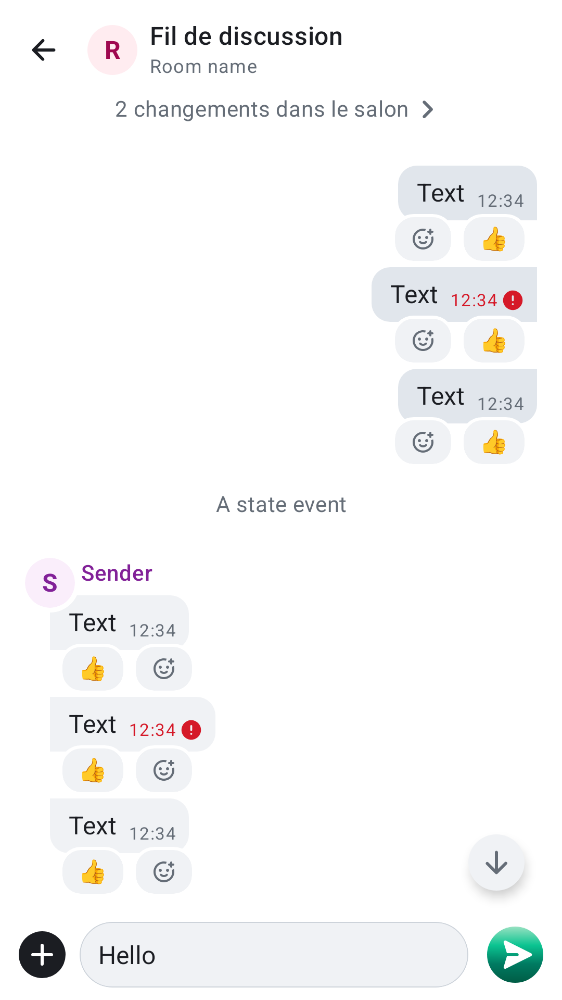 R
Fil de discussion
Room name
2 changements dans le salon
Text 12:34
Text 12:34
Text 12:34
A state event
S
Sender
Text 12:34
Text 12:34
Text 12:34
Hello